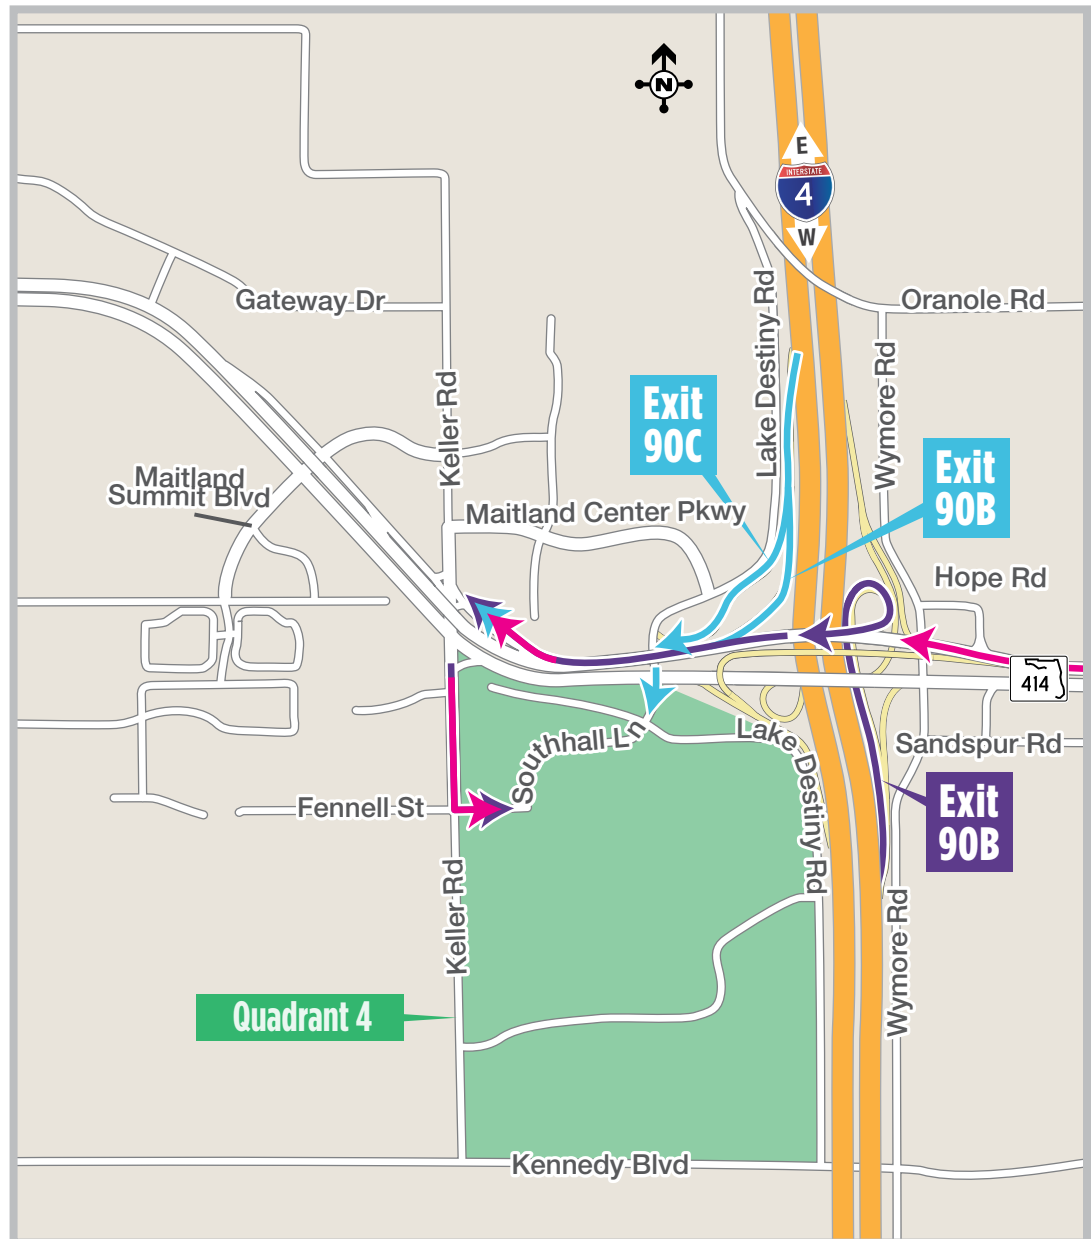 N
E
INTERSTATE
4
W
Gateway Dr
Lake Destiny Rd
Oranole Rd
Keller Rd
Wymore Rd
Exit
90C
Exit
90B
Maitland
Summit Blvd
Maitland Center Pkwy
Hope Rd
414
Southhall Ln
Lake Destiny Rd
Sandspur Rd
Fennell St
Exit
90B
Keller Rd
Wymore Rd
Quadrant 4
Kennedy Blvd